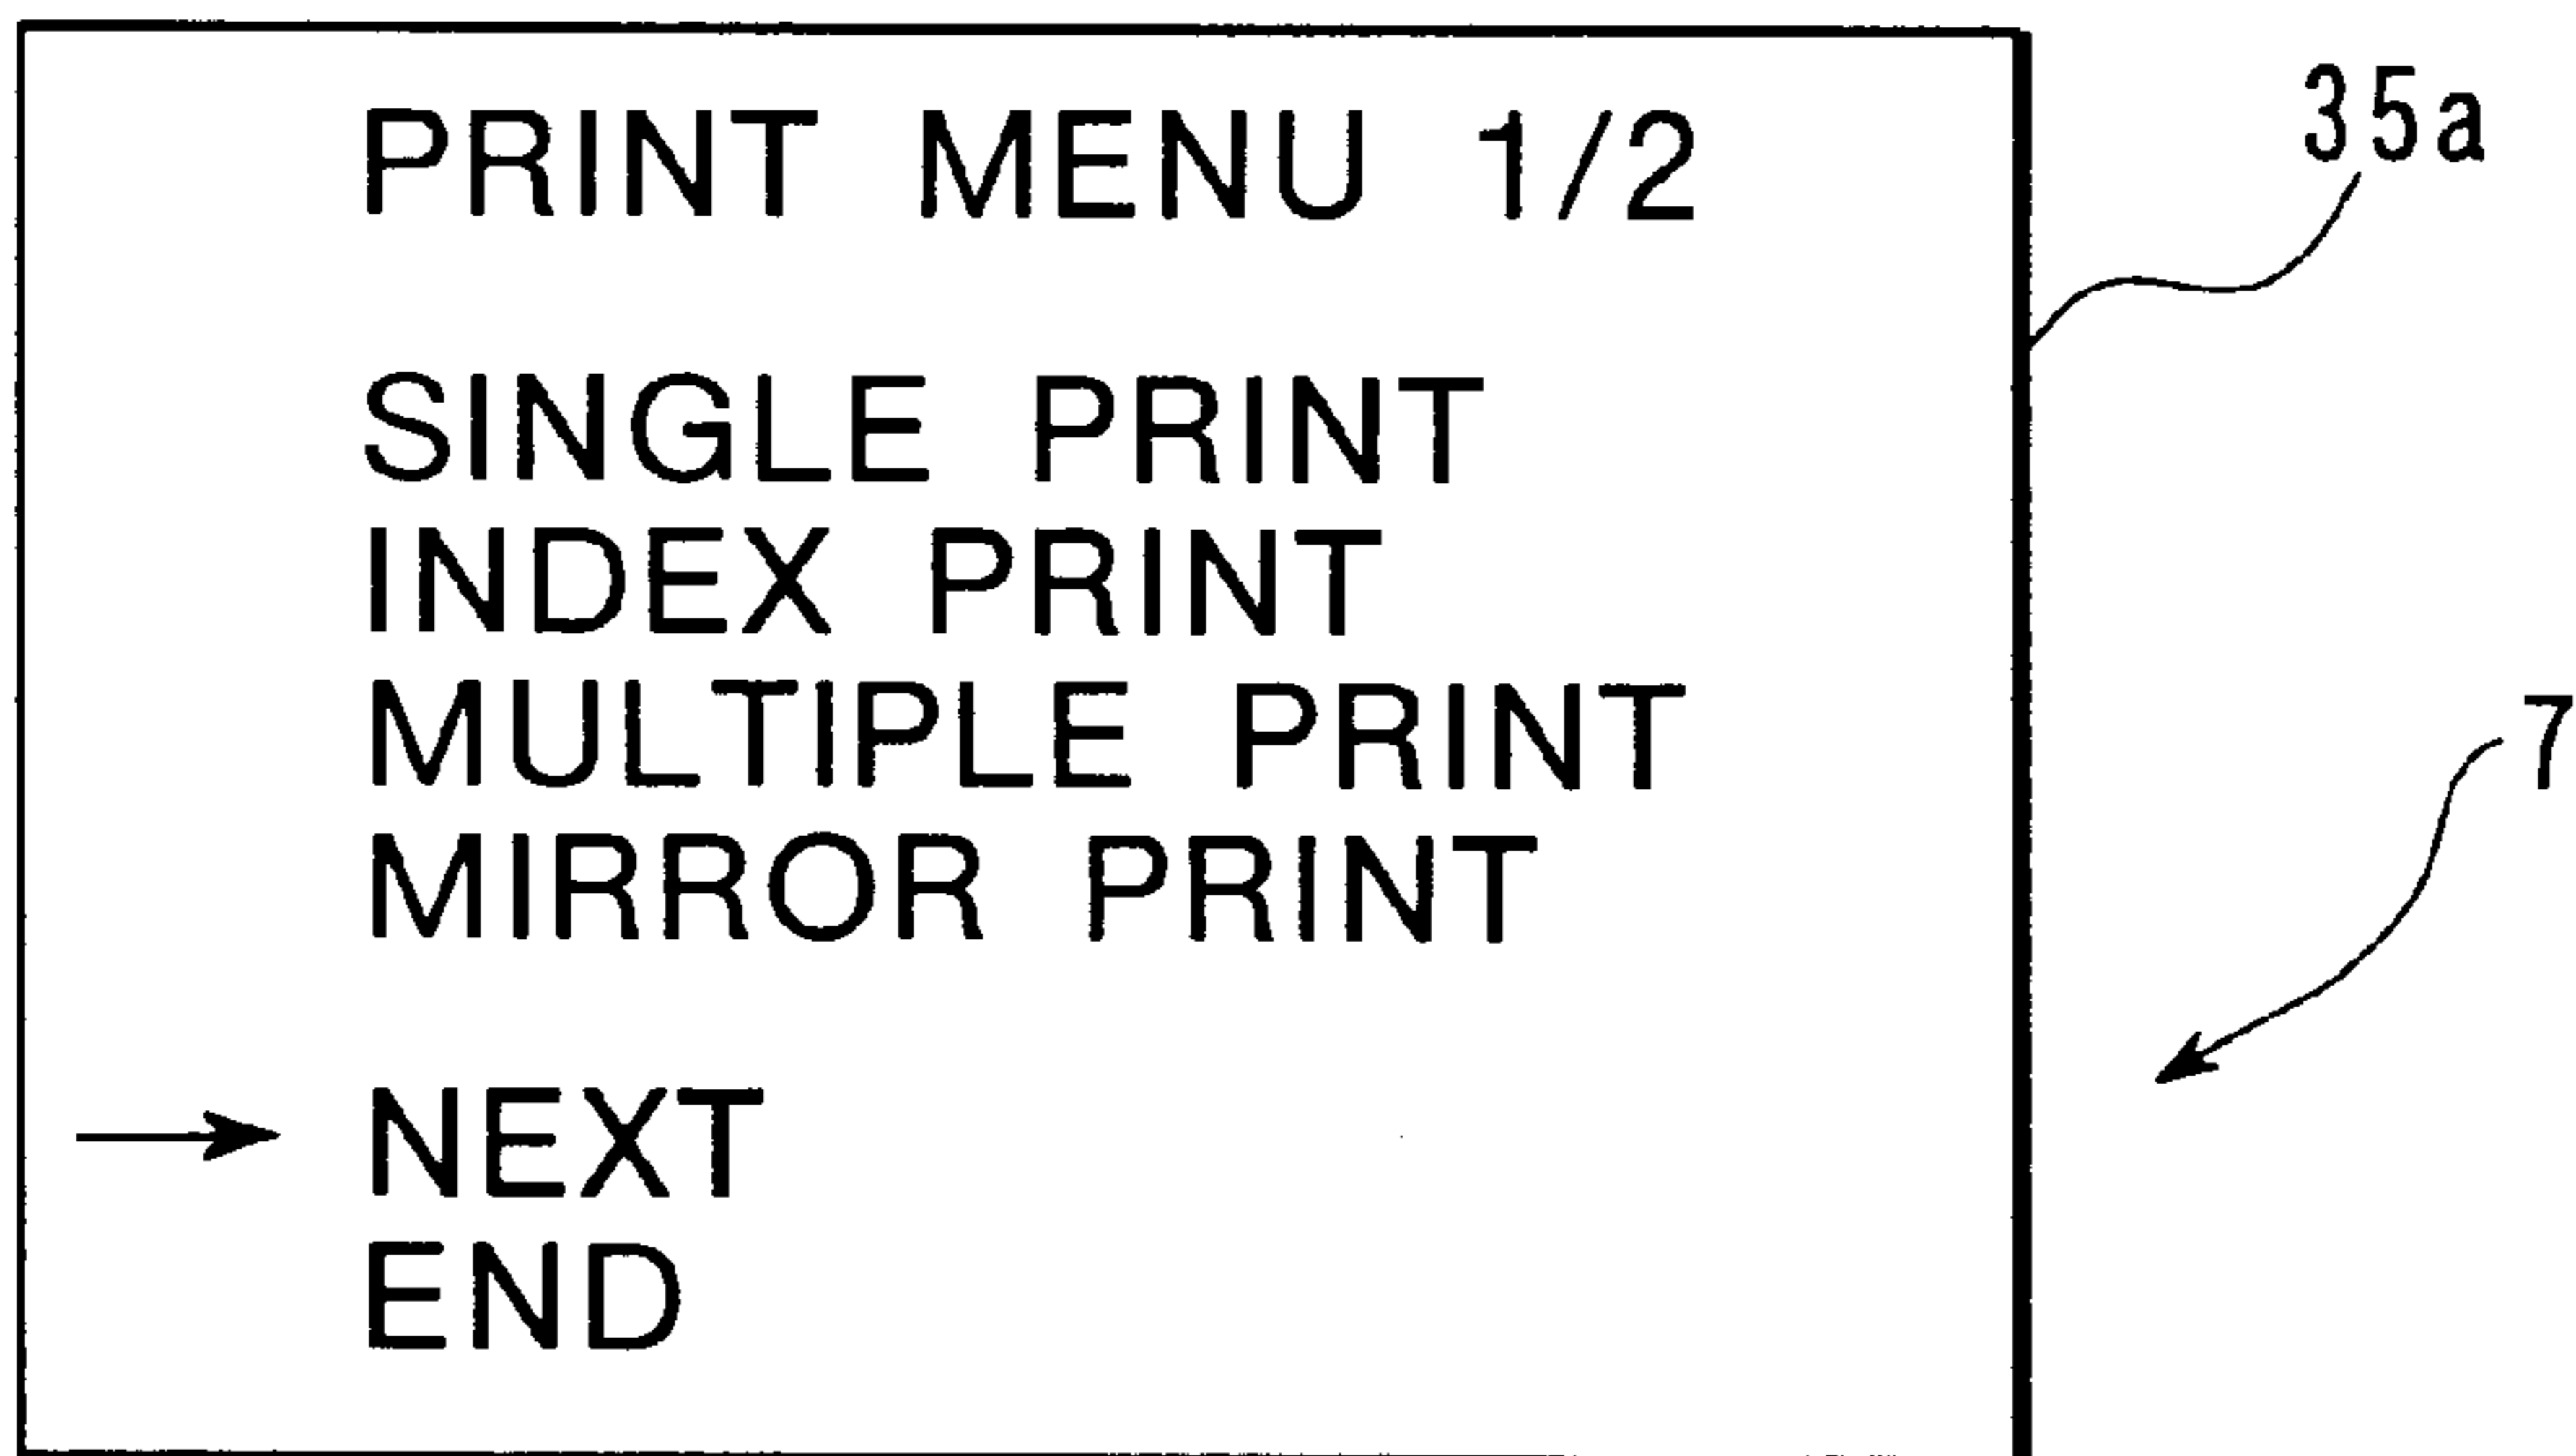 PRINT MENU 1/2
35a
SINGLE PRINT
INDEX PRINT
MULTIPLE PRINT
7
MIRROR PRINT
NEXT
END